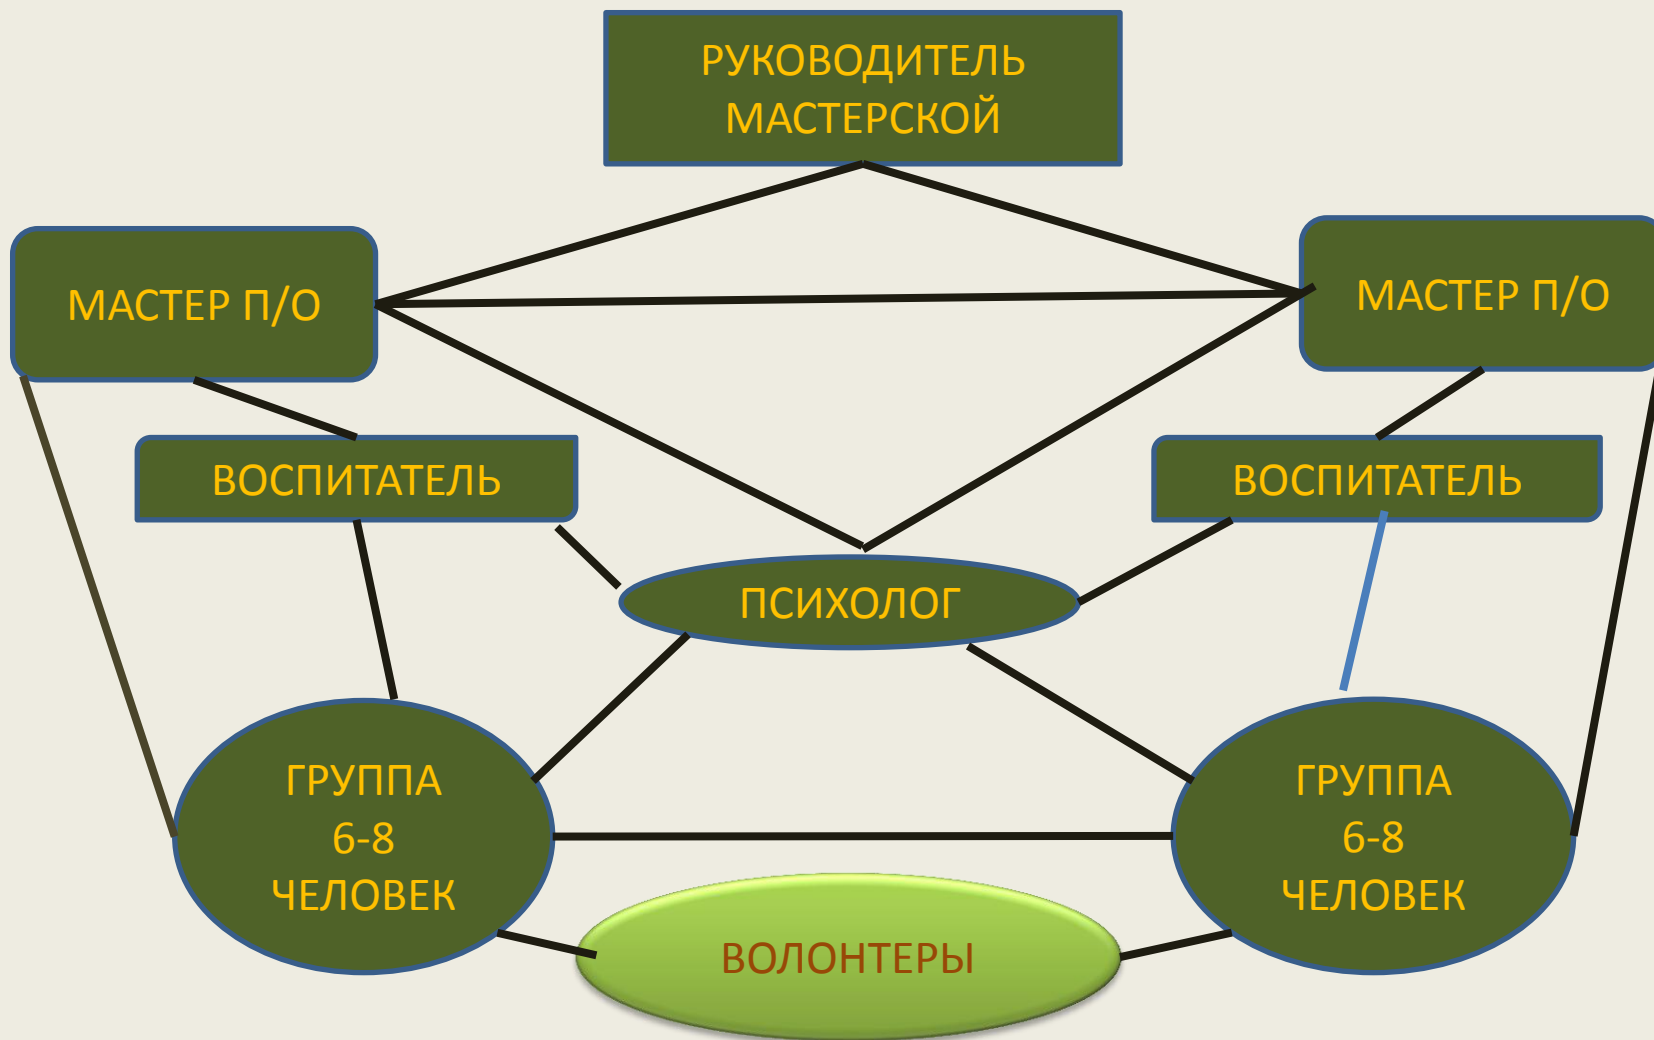 РУКОВОДИТЕЛЬ
МАСТЕРСКОЙ
МАСТЕР П/О
МАСТЕР П/О
ВОСПИТАТЕЛЬ
ВОСПИТАТЕЛЬ
ПСИХОЛОГ
ГРУППА
6-8
ЧЕЛОВЕК
ГРУППА
6-8
ЧЕЛОВЕК
ВОЛОНТЕРЫ